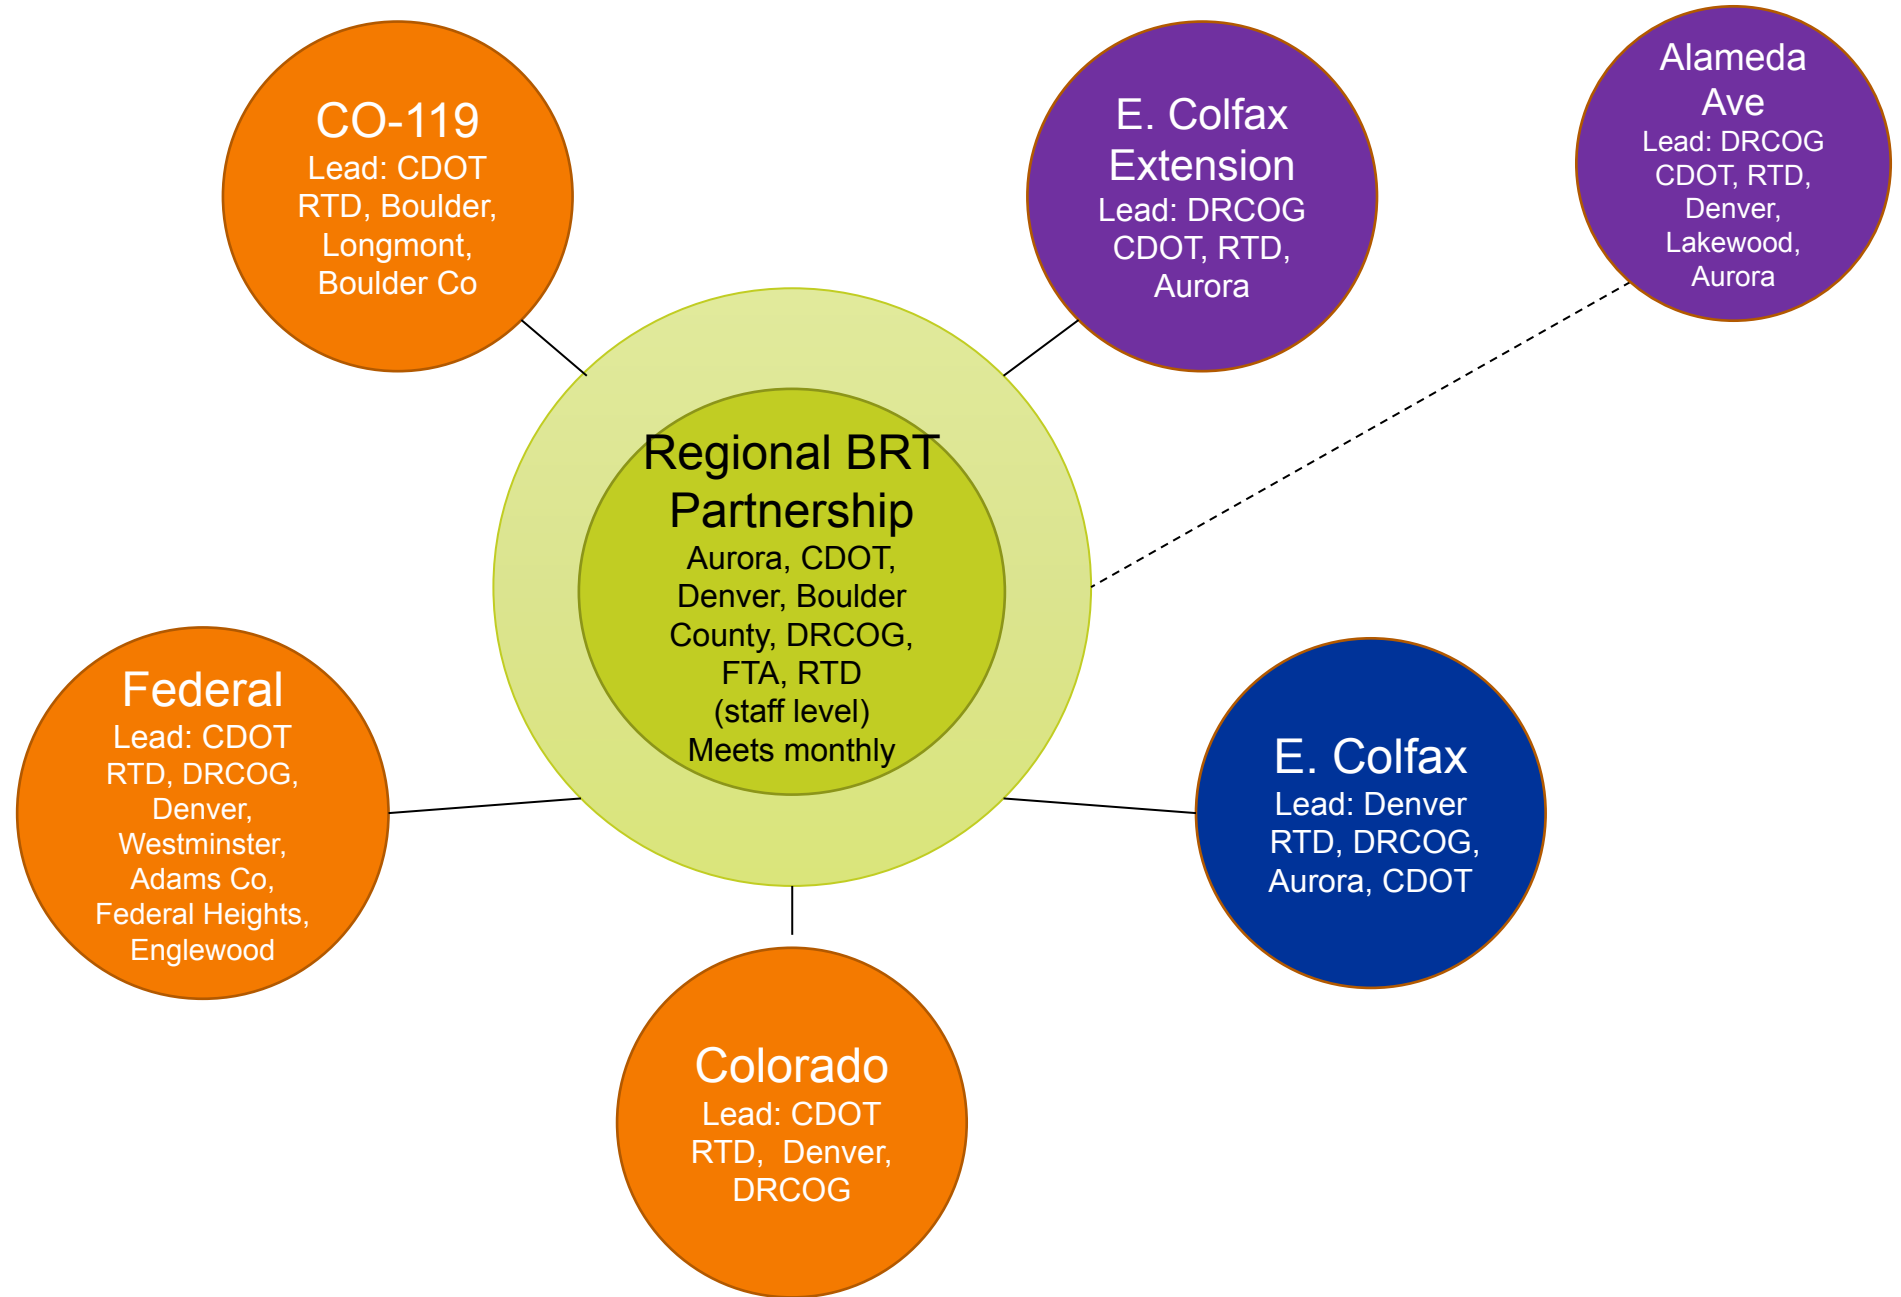 CO-119
Lead: CDOT
RTD, Boulder,
Longmont,
Boulder Co
E. Colfax
Extension
Lead: DRCOG
CDOT, RTD,
Aurora
Alameda
Ave
Lead: DRCOG
CDOT, RTD,
Denver,
Lakewood,
Aurora
Regional BRT
Partnership
Aurora, CDOT,
Denver, Boulder
County, DRCOG,
FTA, RTD
(staff level)
Meets monthly
Federal
Lead: CDOT
RTD, DRCOG,
Denver,
Westminster,
Adams Co,
Federal Heights,
Englewood
E. Colfax
Lead: Denver
RTD, DRCOG,
Aurora, CDOT
Colorado
Lead: CDOT
RTD, Denver,
DRCOG